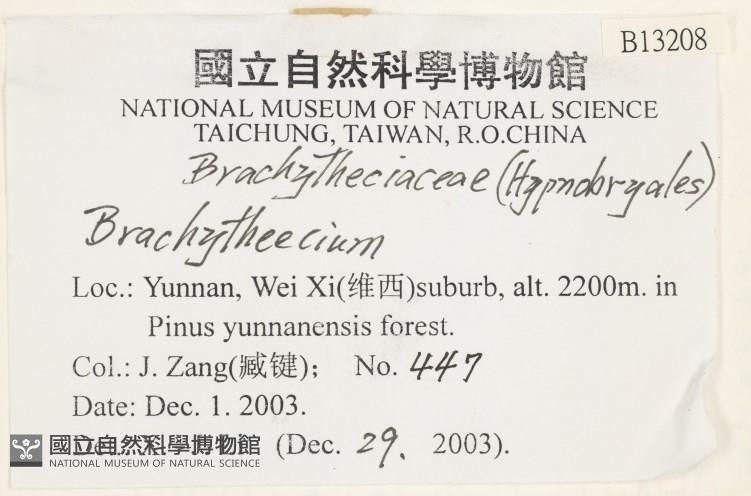 B13208
國立自然科學博物館
NATIONAL MUSEUM OF NATURAL SCIENCE
TAICHUNG, TAIWAN, R.O.CHINA
Brachytheciaceae (Hypnobryales)
Brachytheecium
Loc.: Yunnan, Wei Xi(维西)suburb, alt. 2200m. in
Pinus yunnanensis forest.
Col.: J. Zang(臧键); No. 447
Date: Dec. 1. 2003.
(Dec. 29. 2003).
國立自然科學博物館
NATIONAL MUSEUM OF NATURAL SCIENCE